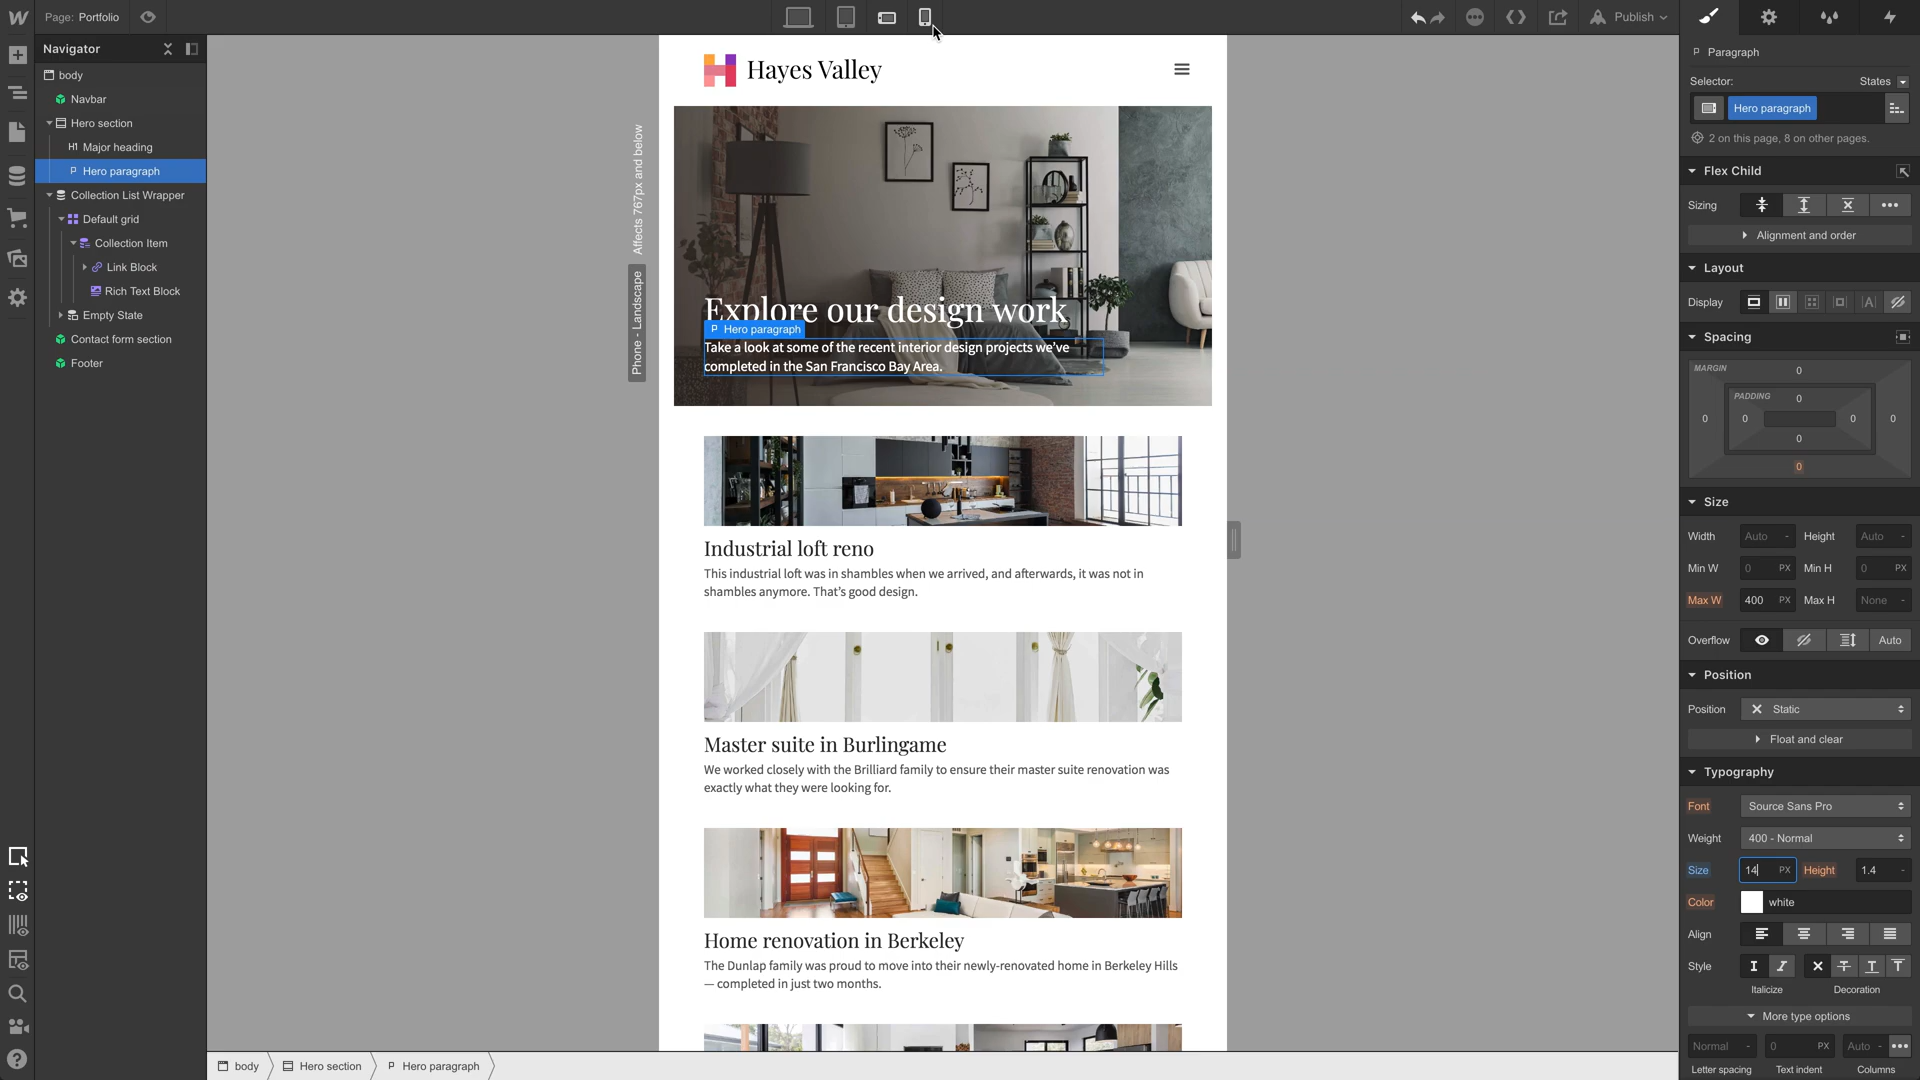 Page: Portfolio
Publish
Navigator
body
Navbar
Hero section
H1 Major heading
Hero paragraph
Collection List Wrapper
Default grid
Collection Item
Link Block
Rich Text Block
Empty State
Contact form section
Footer
Affects 767px and below
Phone - Landscape
Hayes Valley
Explore our design work
Hero paragraph
Take a look at some of the recent interior design projects we’ve
completed in the San Francisco Bay Area.
Industrial loft reno
This industrial loft was in shambles when we arrived, and afterwards, it was not in
shambles anymore. That’s good design.
Master suite in Burlingame
We worked closely with the Brilliard family to ensure their master suite renovation was
exactly what they were looking for.
Home renovation in Berkeley
The Dunlap family was proud to move into their newly-renovated home in Berkeley Hills
— completed in just two months.
body
Hero section
Hero paragraph
Paragraph
Selector:
States
Hero paragraph
2 on this page, 8 on other pages.
Flex Child
Sizing
Alignment and order
Layout
Display
Spacing
MARGIN
0
PADDING
0
0 0 0 0
0
0
Size
Width Auto - Height Auto -
Min W 0 PX Min H 0 PX
Max W 400 PX Max H None -
Overflow Auto
Position
Position Static
Float and clear
Typography
Font Source Sans Pro
Weight 400 - Normal
Size 14 PX Height 1.4 -
Color white
Align
Style
Italicize Decoration
More type options
Normal - 0 PX Auto -
Letter spacing Text indent Columns